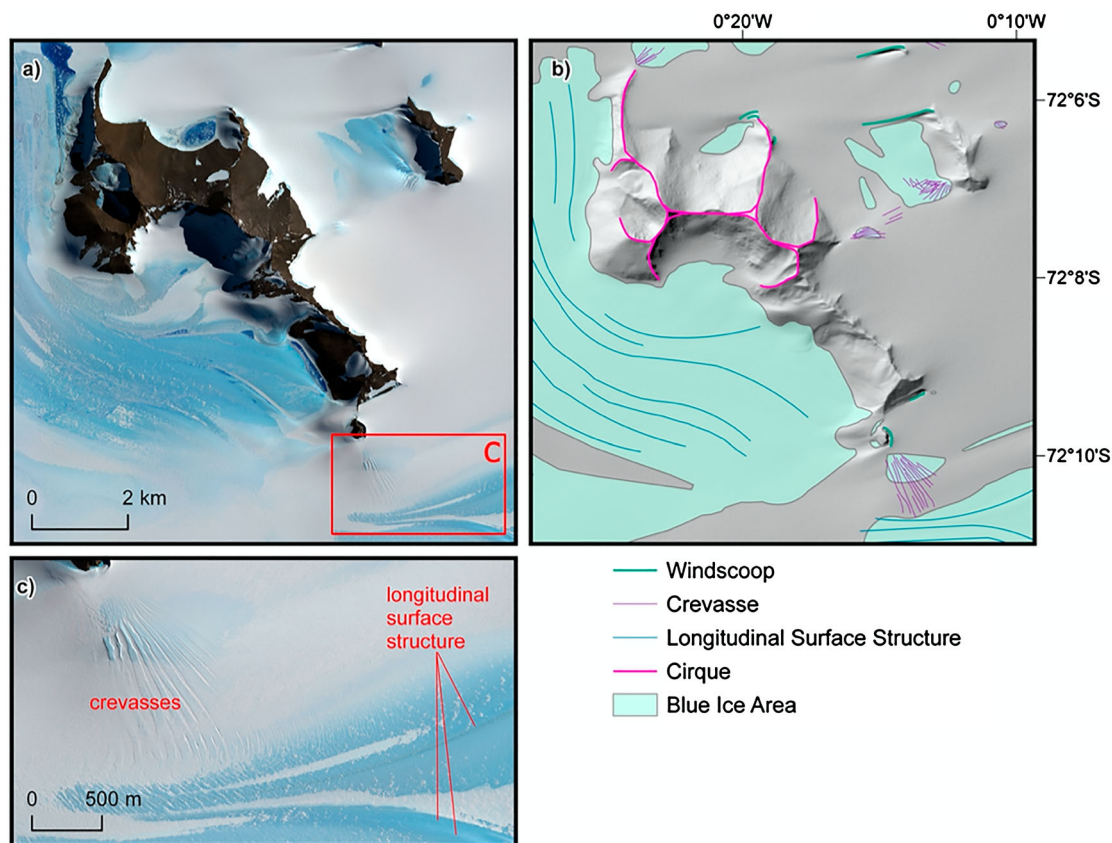 0°20'W
0°10'W
a)
b)
72°6'S
72°8'S
72°10'S
C
0
2 km
c)
longitudinal
surface
structure
crevasses
0
500 m
Windscoop
Crevasse
Longitudinal Surface Structure
Cirque
Blue Ice Area